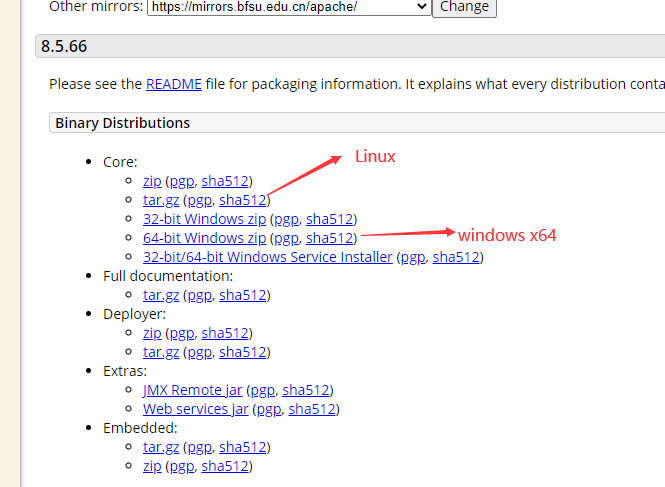 Other mirrors: https://mirrors.bfsu.edu.cn/apache/ Change
8.5.66
Please see the README file for packaging information. It explains what every distribution conta
Binary Distributions
Core:
zip (pgp, sha512)
Linux
tar.gz (pgp, sha512)
32-bit Windows zip (pgp, sha512)
64-bit Windows zip (pgp, sha512)
windows x64
32-bit/64-bit Windows Service Installer (pgp, sha512)
Full documentation:
tar.gz (pgp, sha512)
Deployer:
zip (pgp, sha512)
tar.gz (pgp, sha512)
Extras:
JMX Remote jar (pgp, sha512)
Web services jar (pgp, sha512)
Embedded:
tar.gz (pgp, sha512)
zip (pgp, sha512)